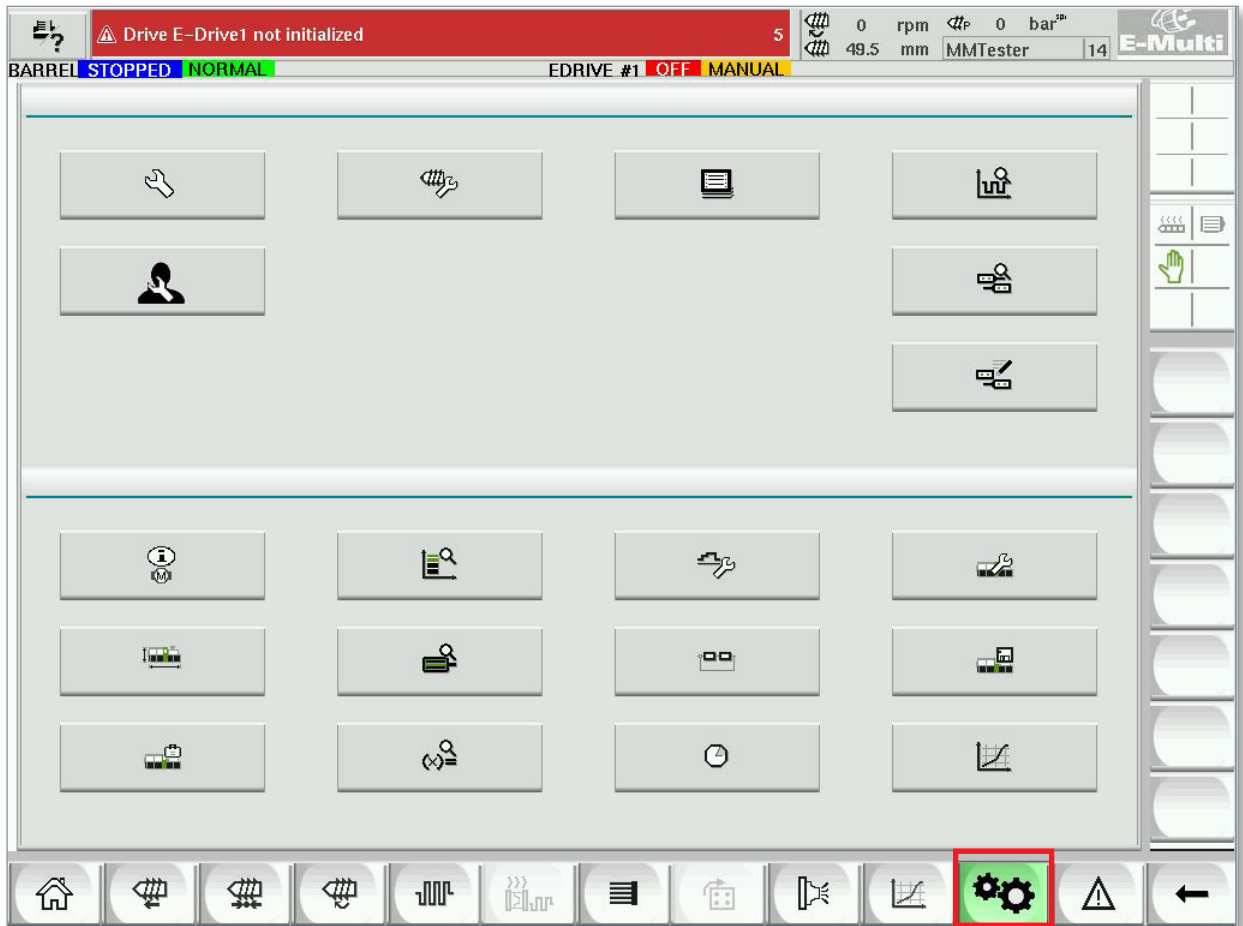 Drive E-Drive1 not initialized 5
0 rpm P 0 bar spi
49.5 mm MMTester 14
E-Multi
BARREL STOPPED NORMAL EDRIVE #1 OFF MANUAL
i
(M)
(x)=